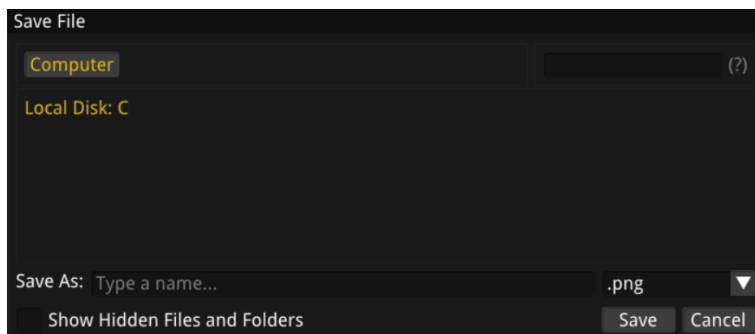 Save File
Computer (?)
Local Disk: C
Save As: Type a name... .png
Show Hidden Files and Folders Save Cancel